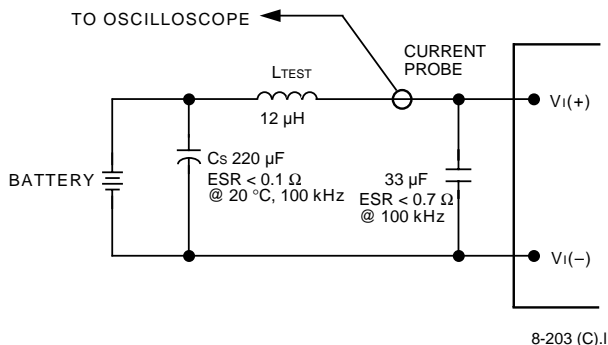 TO OSCILLOSCOPE
CURRENT
PROBE
LTEST
12 µH
VI(+)
CS 220 µF
ESR < 0.1 Ω
@ 20 °C, 100 kHz
33 µF
ESR < 0.7 Ω
@ 100 kHz
BATTERY
VI(–)
8-203 (C).l